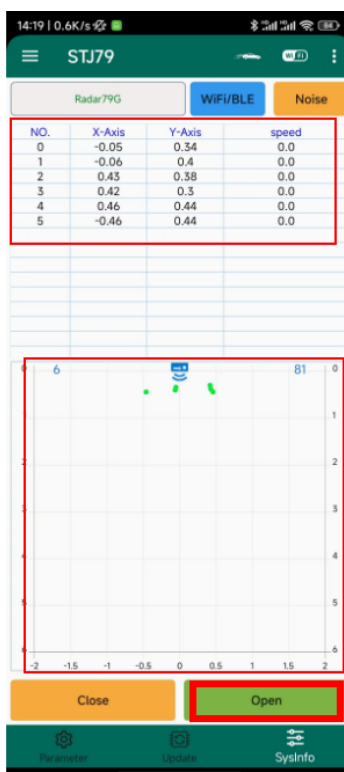 14:19 | 0.6K/s 84
STJ79 WiFi
Radar79G WiFi/BLE Noise
NO. X-Axis Y-Axis speed
0 -0.05 0.34 0.0
1 -0.06 0.4 0.0
2 0.43 0.38 0.0
3 0.42 0.3 0.0
4 0.46 0.44 0.0
5 -0.46 0.44 0.0
0 6 81 0
1 1
2 2
3 3
4 4
5 5
6 6
-2 -1.5 -1 -0.5 0 0.5 1 1.5 2
Close Open
Parameter Update SysInfo